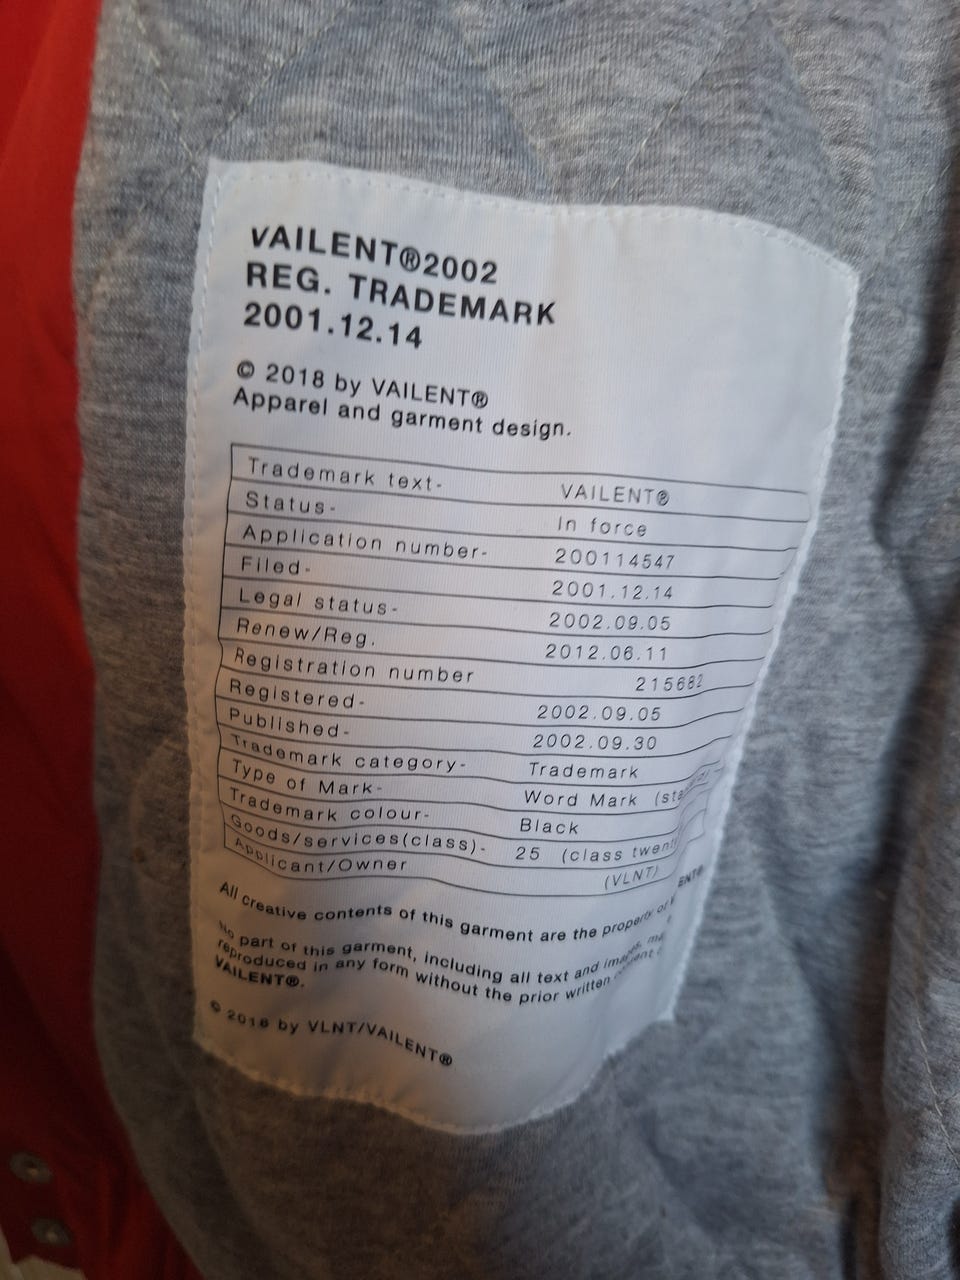 VAILENT®2002
REG. TRADEMARK
2001.12.14
© 2018 by VAILENT®
Apparel and garment design.
Trademark text- VAILENT®
Status- In force
Application number- 200114547
Filed- 2001.12.14
Legal status- 2002.09.05
Renew/Reg. 2012.06.11
Registration number 215682
Registered- 2002.09.05
Published- 2002.09.30
Trademark category- Trademark
Type of Mark- Word Mark
Trademark colour- Black
Goods/services(class)- 25 (class
Applicant/Owner (VLNT)
All creative contents of this garment are the property
No part of this garment, including all text and images,
reproduced in any form without the prior written
VAILENT®.
by VLNT/VAILENT®